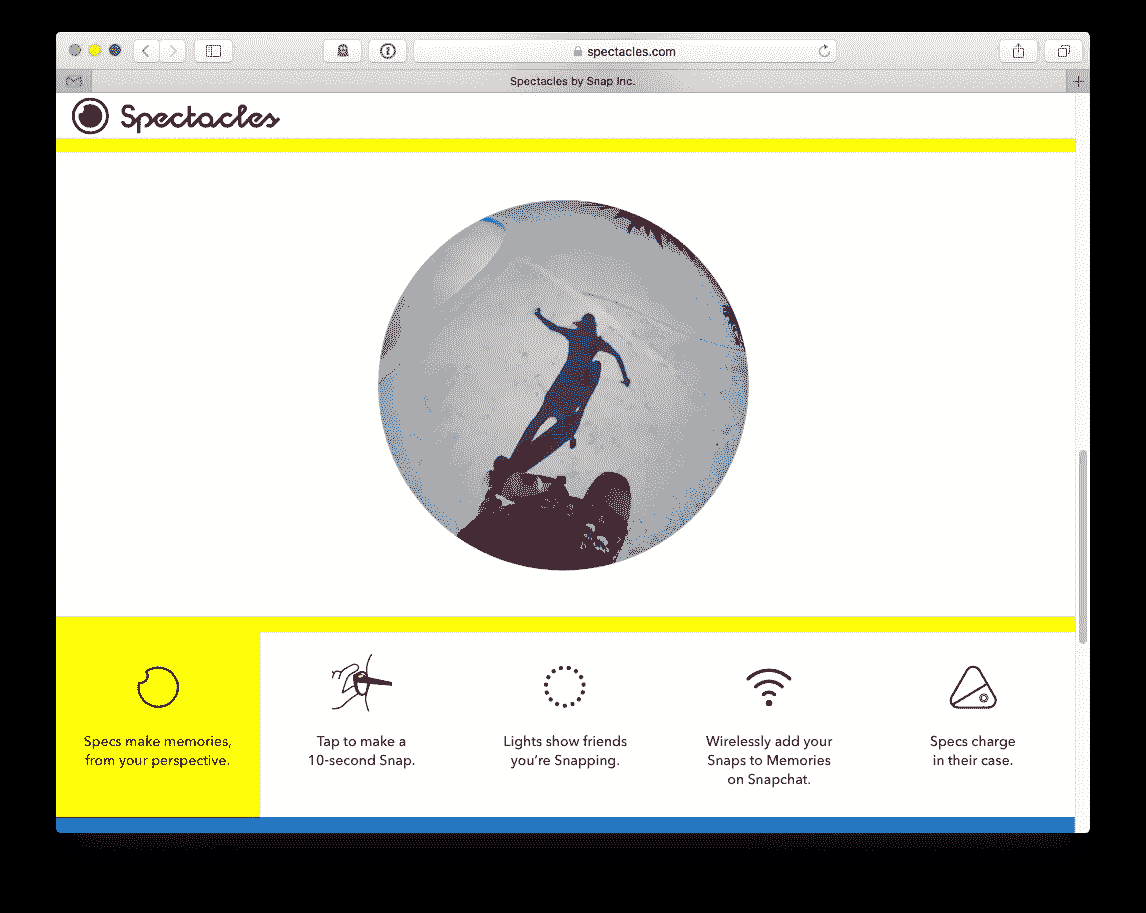 spectacles.com
Spectacles by Snap Inc.
Spectacles
Specs make memories,
from your perspective.
Tap to make a
10-second Snap.
Lights show friends
you’re Snapping.
Wirelessly add your
Snaps to Memories
on Snapchat.
Specs charge
in their case.